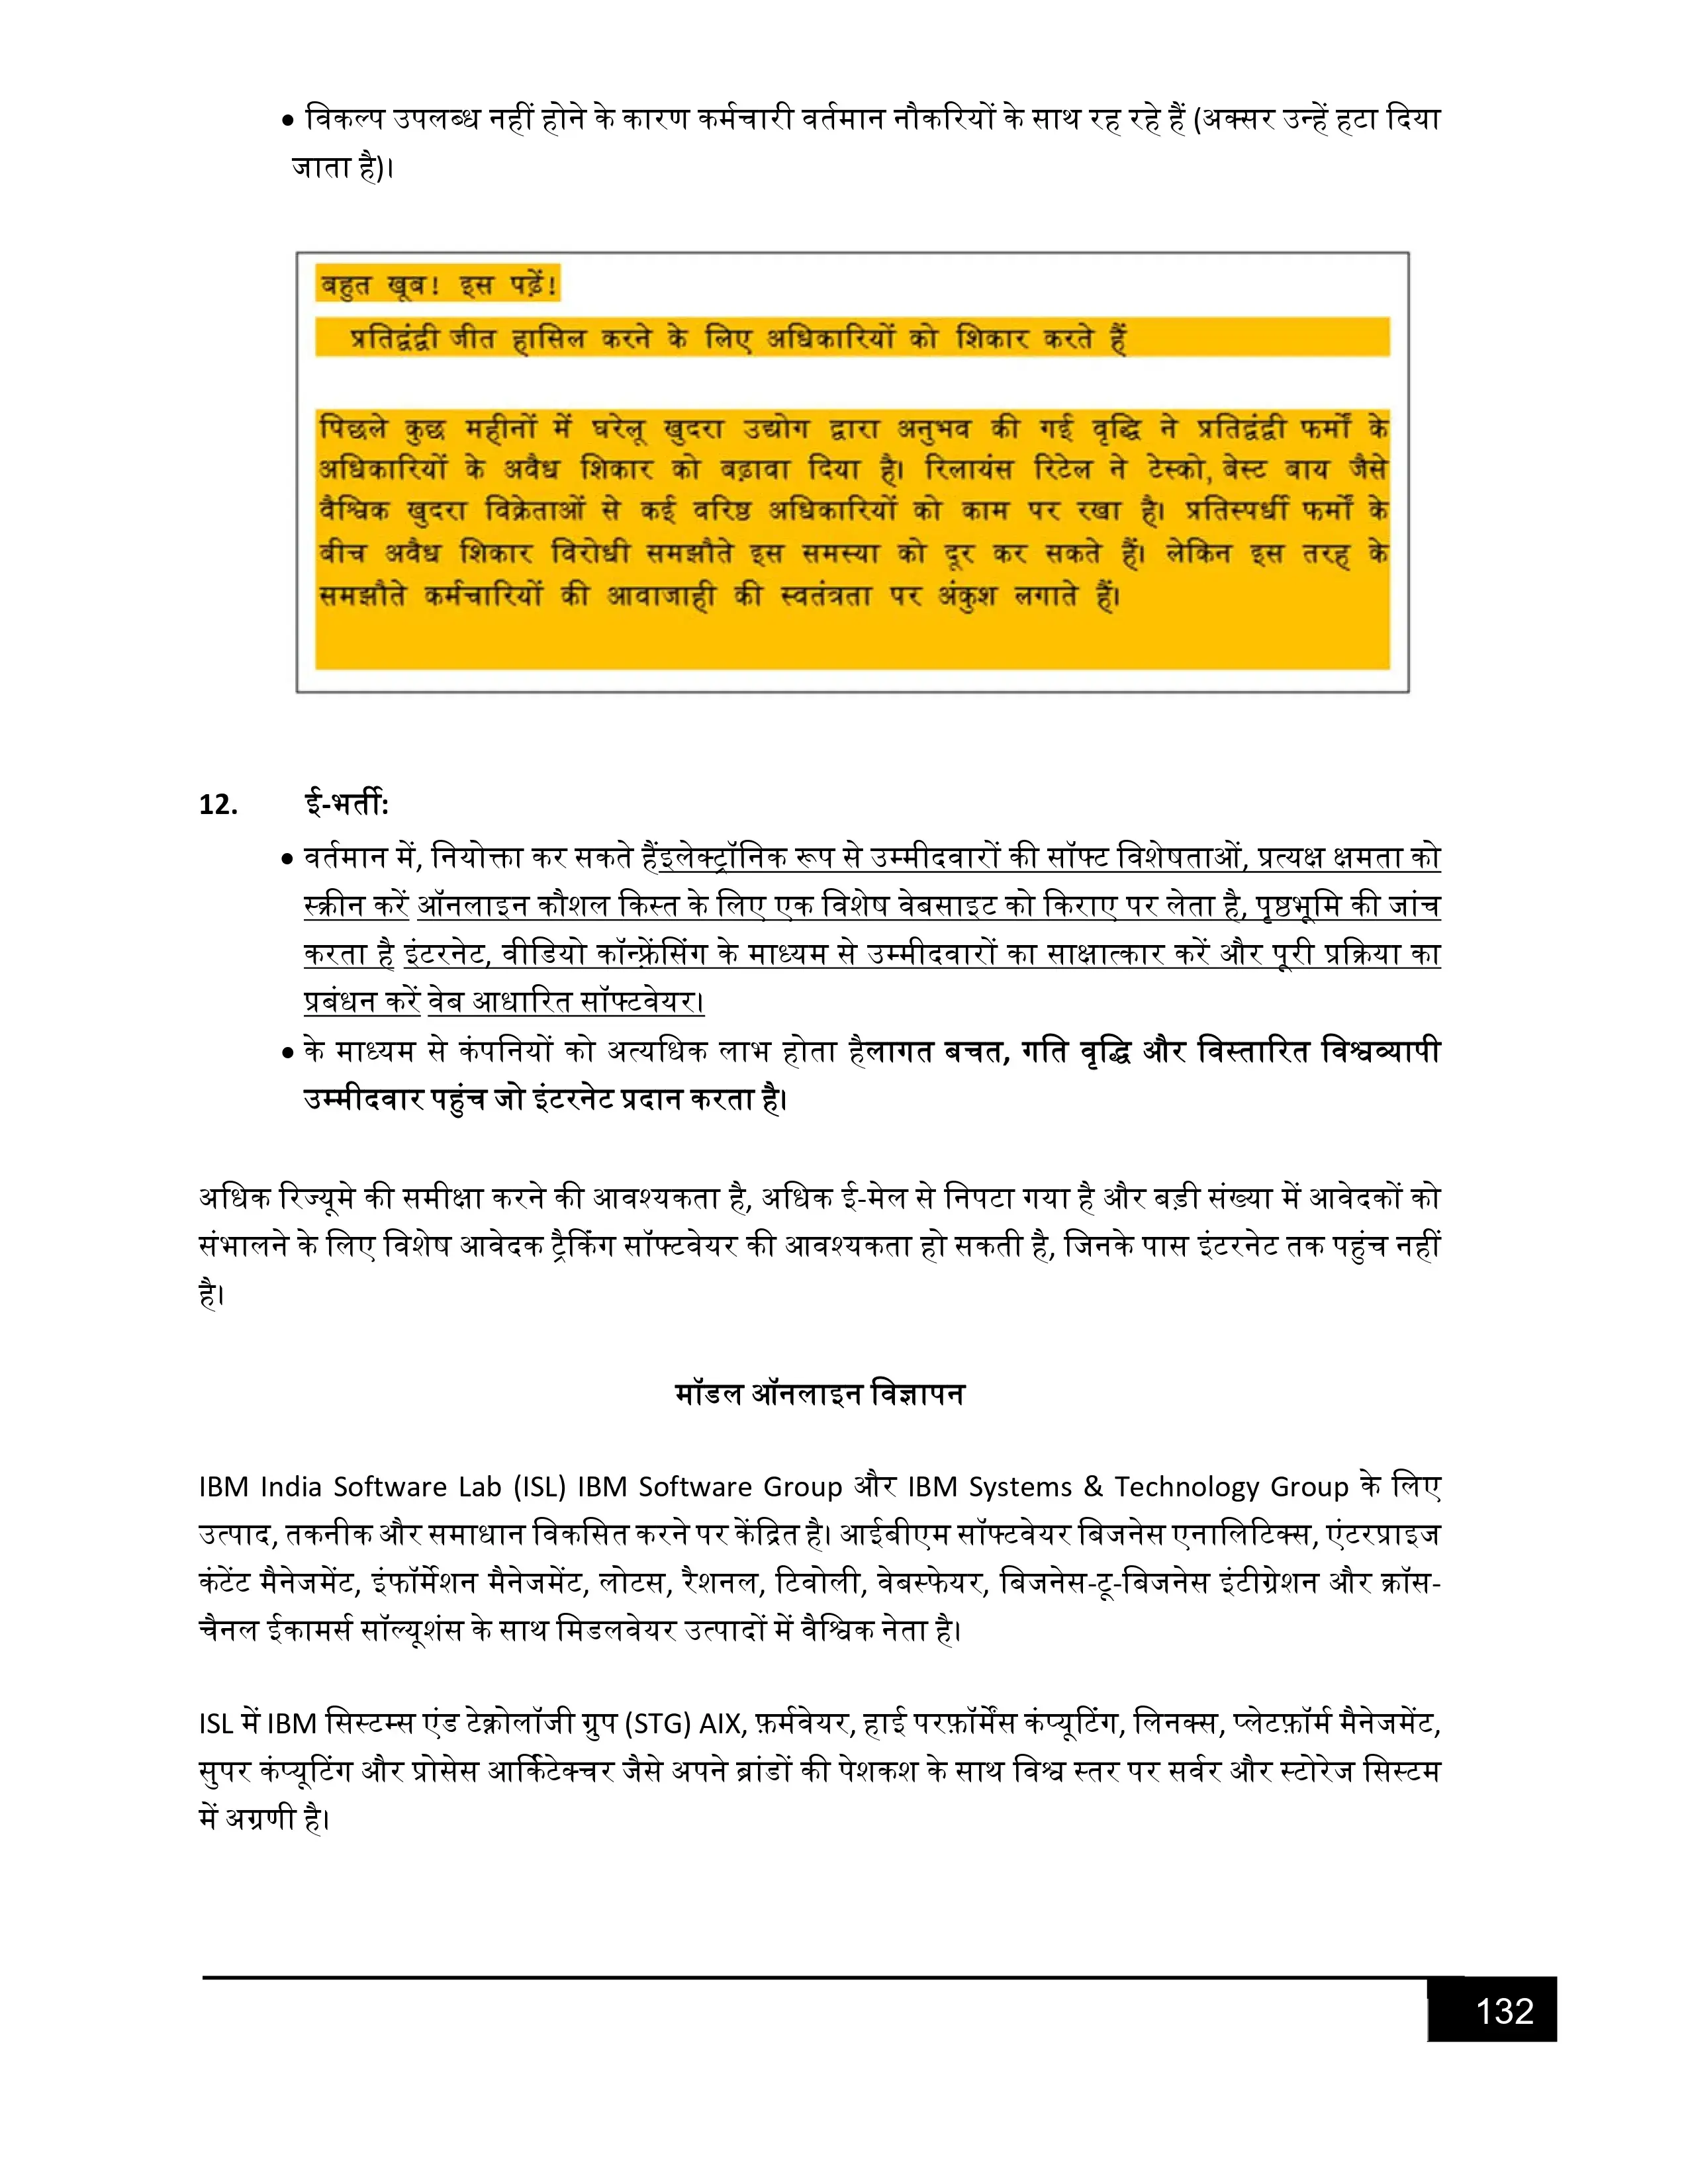 • विकल्प उपलब्ध नहीं होने के कारण कर्मचारी वर्तमान नौकरियों के साथ रह रहे हैं (अक्सर उन्हें हटा दिया
जाता है)।
बहुत खूब! इस पढ़ें!
प्रतिद्वंद्वी जीत हासिल करने के लिए अधिकारियों को शिकार करते हैं
पिछले कुछ महीनों में घरेलू खुदरा उद्योग द्वारा अनुभव की गई वृद्धि ने प्रतिद्वंद्वी फर्मों के
अधिकारियों के अवैध शिकार को बढ़ावा दिया है। रिलायंस रिटेल ने टेस्को, बेस्ट बाय जैसे
वैश्विक खुदरा विक्रेताओं से कई वरिष्ठ अधिकारियों को काम पर रखा है। प्रतिस्पर्धी फर्मों के
बीच अवैध शिकार विरोधी समझौते इस समस्या को दूर कर सकते हैं। लेकिन इस तरह के
समझौते कर्मचारियों की आवाजाही की स्वतंत्रता पर अंकुश लगाते हैं।
12. ई-भर्ती:
• वर्तमान में, नियोक्ता कर सकते हैंइलेक्ट्रॉनिक रूप से उम्मीदवारों की सॉफ्ट विशेषताओं, प्रत्यक्ष क्षमता को
स्क्रीन करें ऑनलाइन कौशल किस्त के लिए एक विशेष वेबसाइट को किराए पर लेता है, पृष्ठभूमि की जांच
करता है इंटरनेट, वीडियो कॉन्फ़्रेंसिंग के माध्यम से उम्मीदवारों का साक्षात्कार करें और पूरी प्रक्रिया का
प्रबंधन करें वेब आधारित सॉफ्टवेयर।
• के माध्यम से कंपनियों को अत्यधिक लाभ होता हैलागत बचत, गति वृद्धि और विस्तारित विश्वव्यापी
उम्मीदवार पहुंच जो इंटरनेट प्रदान करता है।
अधिक रिज्यूमे की समीक्षा करने की आवश्यकता है, अधिक ई-मेल से निपटा गया है और बड़ी संख्या में आवेदकों को
संभालने के लिए विशेष आवेदक ट्रैकिंग सॉफ्टवेयर की आवश्यकता हो सकती है, जिनके पास इंटरनेट तक पहुंच नहीं
है।
मॉडल ऑनलाइन विज्ञापन
IBM India Software Lab (ISL) IBM Software Group और IBM Systems & Technology Group के लिए
उत्पाद, तकनीक और समाधान विकसित करने पर केंद्रित है। आईबीएम सॉफ्टवेयर बिजनेस एनालिटिक्स, एंटरप्राइज
कंटेंट मैनेजमेंट, इंफॉर्मेशन मैनेजमेंट, लोटस, रैशनल, टिवोली, वेबस्फेयर, बिजनेस-टू-बिजनेस इंटीग्रेशन और क्रॉस-
चैनल ईकामर्स सॉल्यूशंस के साथ मिडलवेयर उत्पादों में वैश्विक नेता है।
ISL में IBM सिस्टम्स एंड टेक्नोलॉजी ग्रुप (STG) AIX, फ़र्मवेयर, हाई परफ़ॉर्मेंस कंप्यूटिंग, लिनक्स, प्लेटफ़ॉर्म मैनेजमेंट,
सुपर कंप्यूटिंग और प्रोसेस आर्किटेक्चर जैसे अपने ब्रांडों की पेशकश के साथ विश्व स्तर पर सर्वर और स्टोरेज सिस्टम
में अग्रणी है।
132